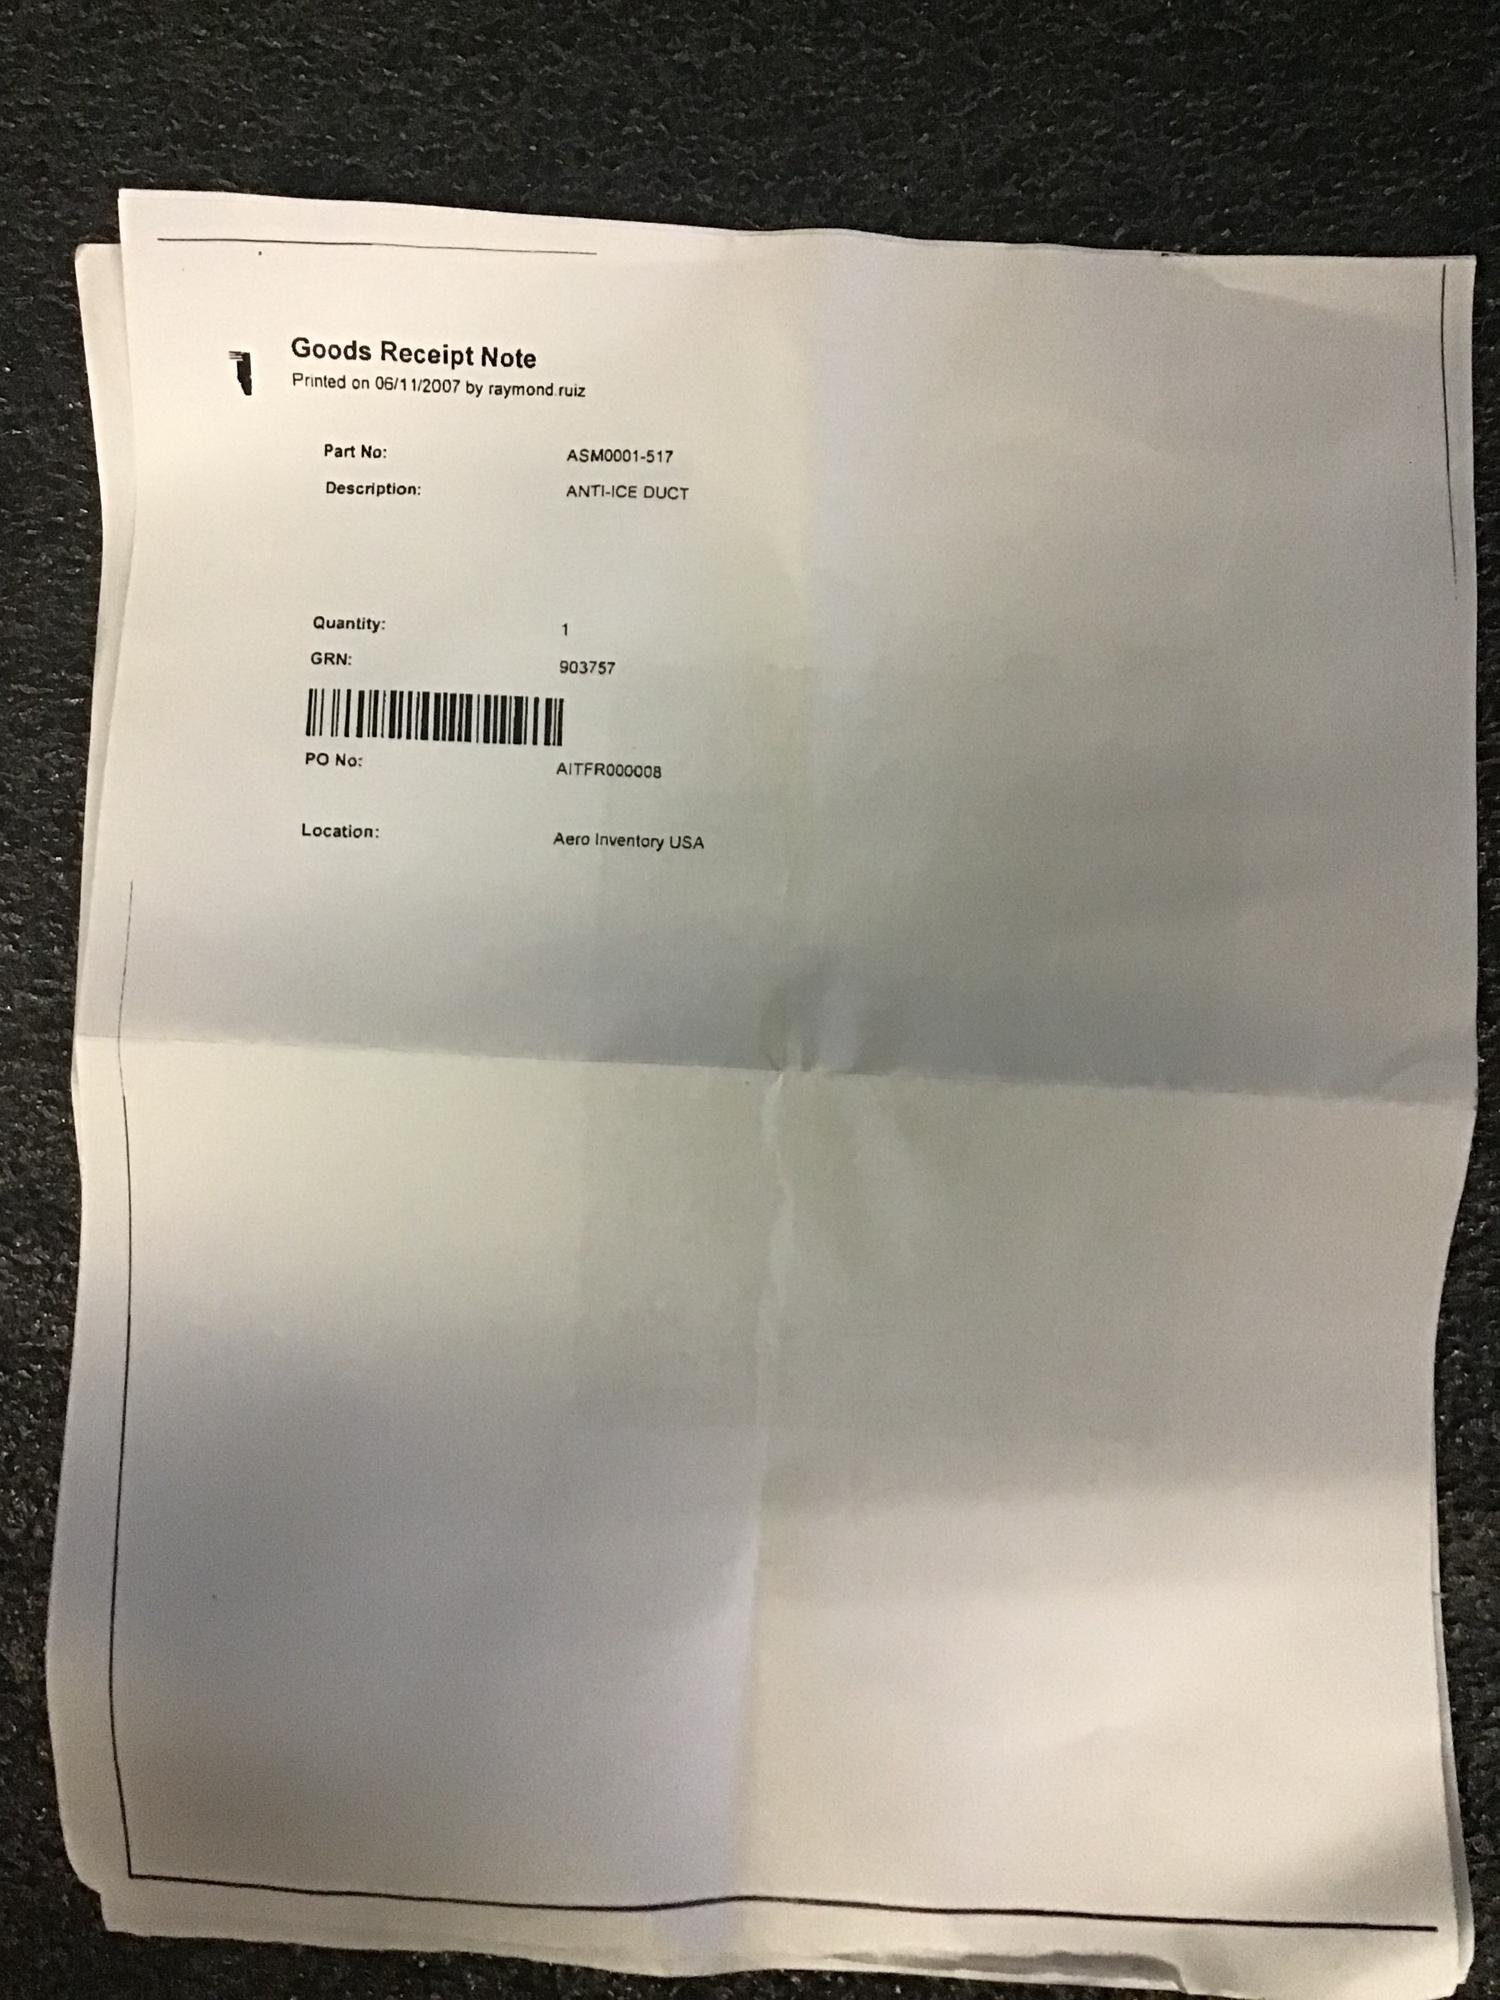 Goods Receipt Note
Printed on 06/11/2007 by raymond.ruiz
Part No: ASM0001-517
Description: ANTI-ICE DUCT
Quantity: 1
GRN: 903757
PO No: AITFR000008
Location: Aero Inventory USA